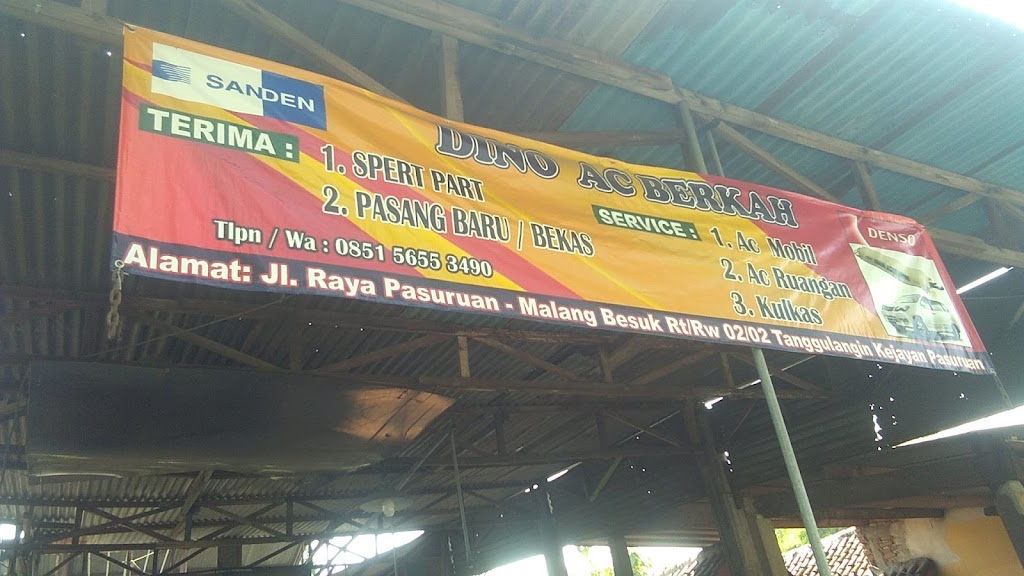 SANDEN
DINO AC BERKAH
TERIMA :
1. SPERT PART
2. PASANG BARU / BEKAS
Tlpn / Wa : 0851 5655 3490
SERVICE :
1. Ac Mobil
2. Ac Ruangan
3. Kulkas
DENSO
Alamat: Jl. Raya Pasuruan - Malang Besuk Rt/Rw 02/02 Tanggulangin Kejayan Pasuruan